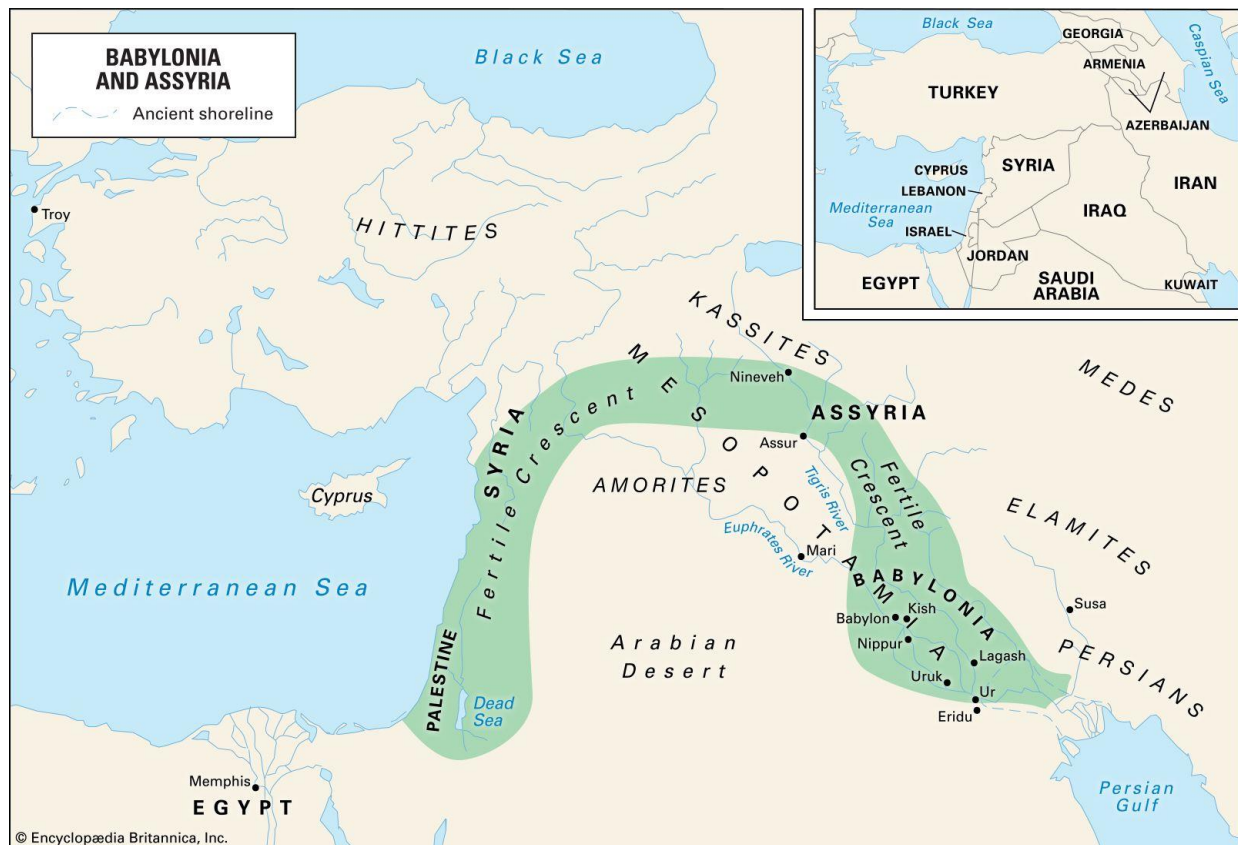 BABYLONIA
AND ASSYRIA
Ancient shoreline
Black Sea
Troy
HITTITES
KASSITES
MEDES
MESOPOTAMIA
Nineveh
ASSYRIA
Assur
SYRIA
Fertile Crescent
Fertile
Crescent
AMORITES
Tigris River
Euphrates River
Mari
Cyprus
Mediterranean Sea
ELAMITES
BABYLONIA
Susa
Babylon
Kish
Nippur
Lagash
Uruk
Ur
Eridu
PERSIANS
Arabian
Desert
PALESTINE
Dead
Sea
Memphis
EGYPT
Persian
Gulf
© Encyclopædia Britannica, Inc.
Black Sea
Caspian Sea
GEORGIA
ARMENIA
TURKEY
AZERBAIJAN
CYPRUS
SYRIA
LEBANON
IRAN
IRAQ
Mediterranean
Sea
ISRAEL
JORDAN
EGYPT
SAUDI
ARABIA
KUWAIT